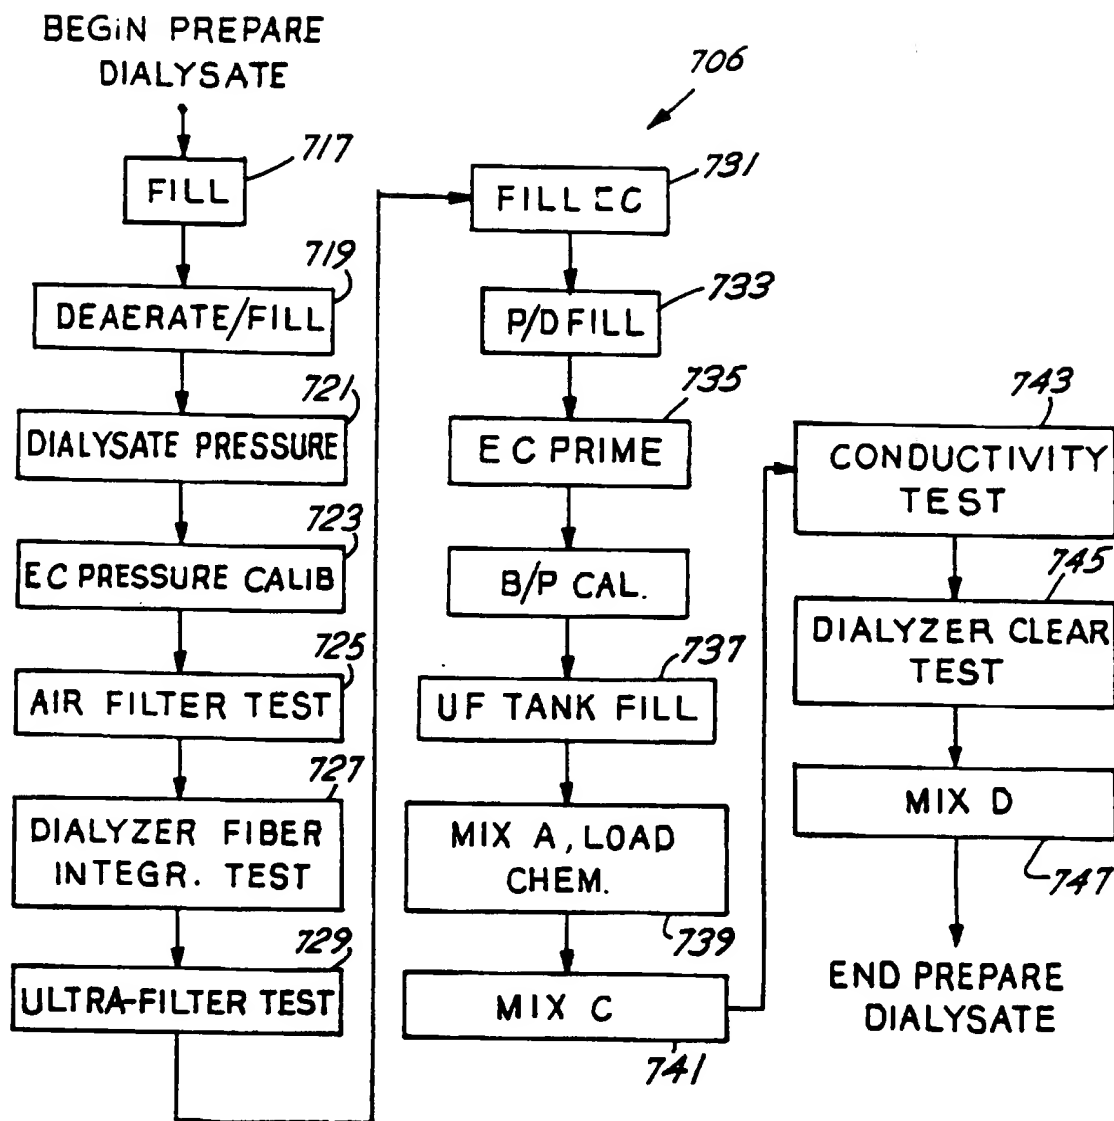 BEGiN PREPARE
DIALYSATE
717
FILL
719
DEAERATE/FILL
721
DIALYSATE PRESSURE
723
EC PRESSURE CALIB
725
AIR FILTER TEST
727
DIALYZER FIBER
INTEGR. TEST
729
ULTRA-FILTER TEST
706
731
FILL EC
733
P/D FILL
735
EC PRIME
B/P CAL.
737
UF TANK FILL
MIX A, LOAD
CHEM.
739
MIX C
741
743
CONDUCTIVITY
TEST
745
DIALYZER CLEAR
TEST
MIX D
747
END PREPARE
DIALYSATE